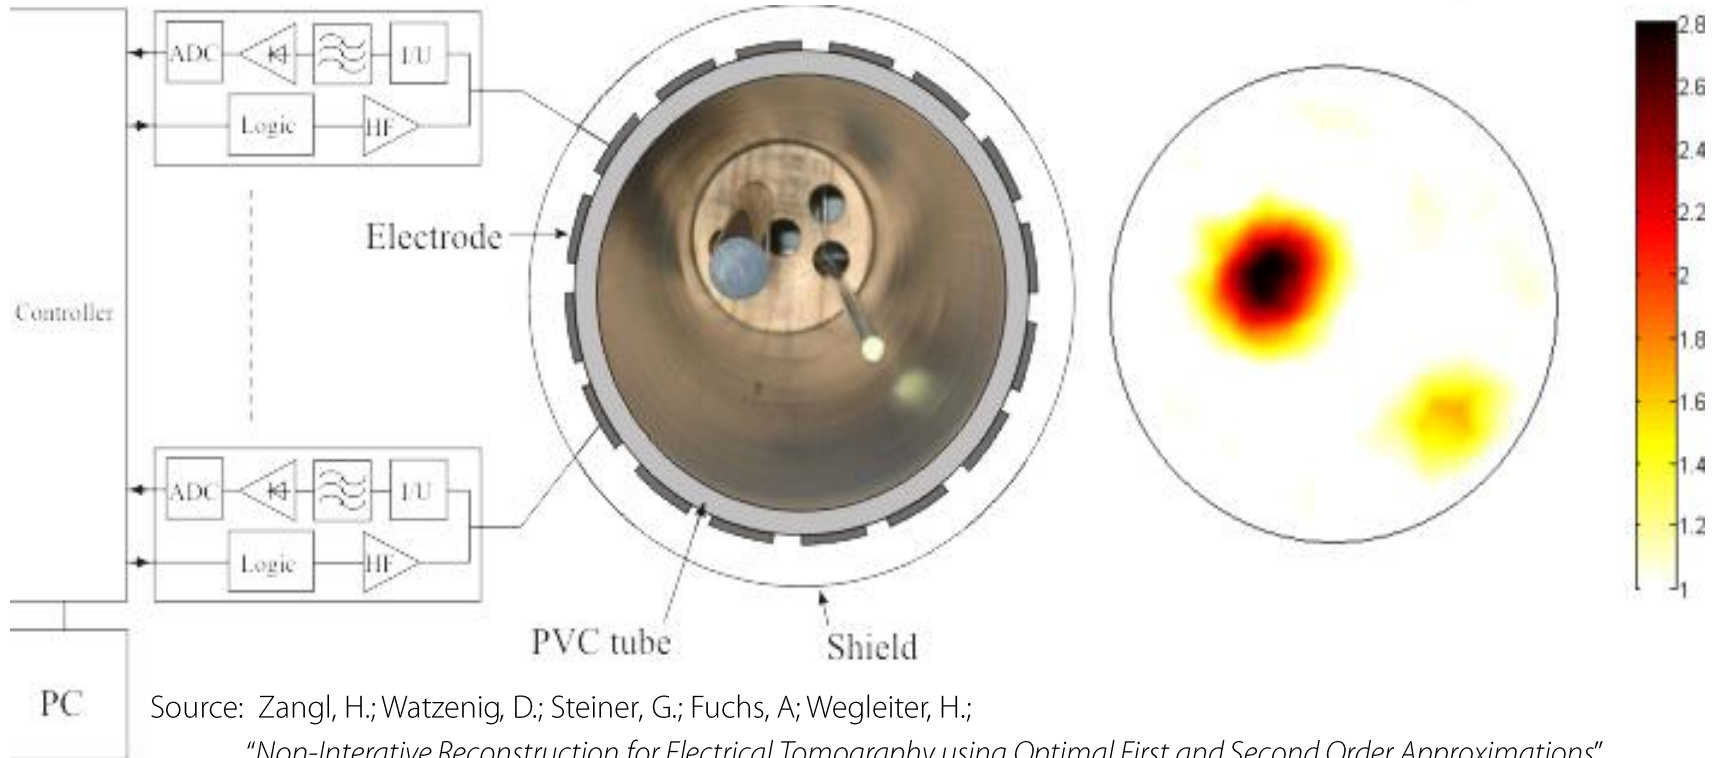 ADC
I/U
Logic
HF
Electrode
Controller
ADC
I/U
Logic
HF
PVC tube
Shield
PC
2.8
2.6
2.4
2.2
2
1.8
1.6
1.4
1.2
1
Source: Zangl, H.; Watzenig, D.; Steiner, G.; Fuchs, A; Wegleiter, H.;
“Non-Interative Reconstruction for Electrical Tomography using Optimal First and Second Order Approximations”